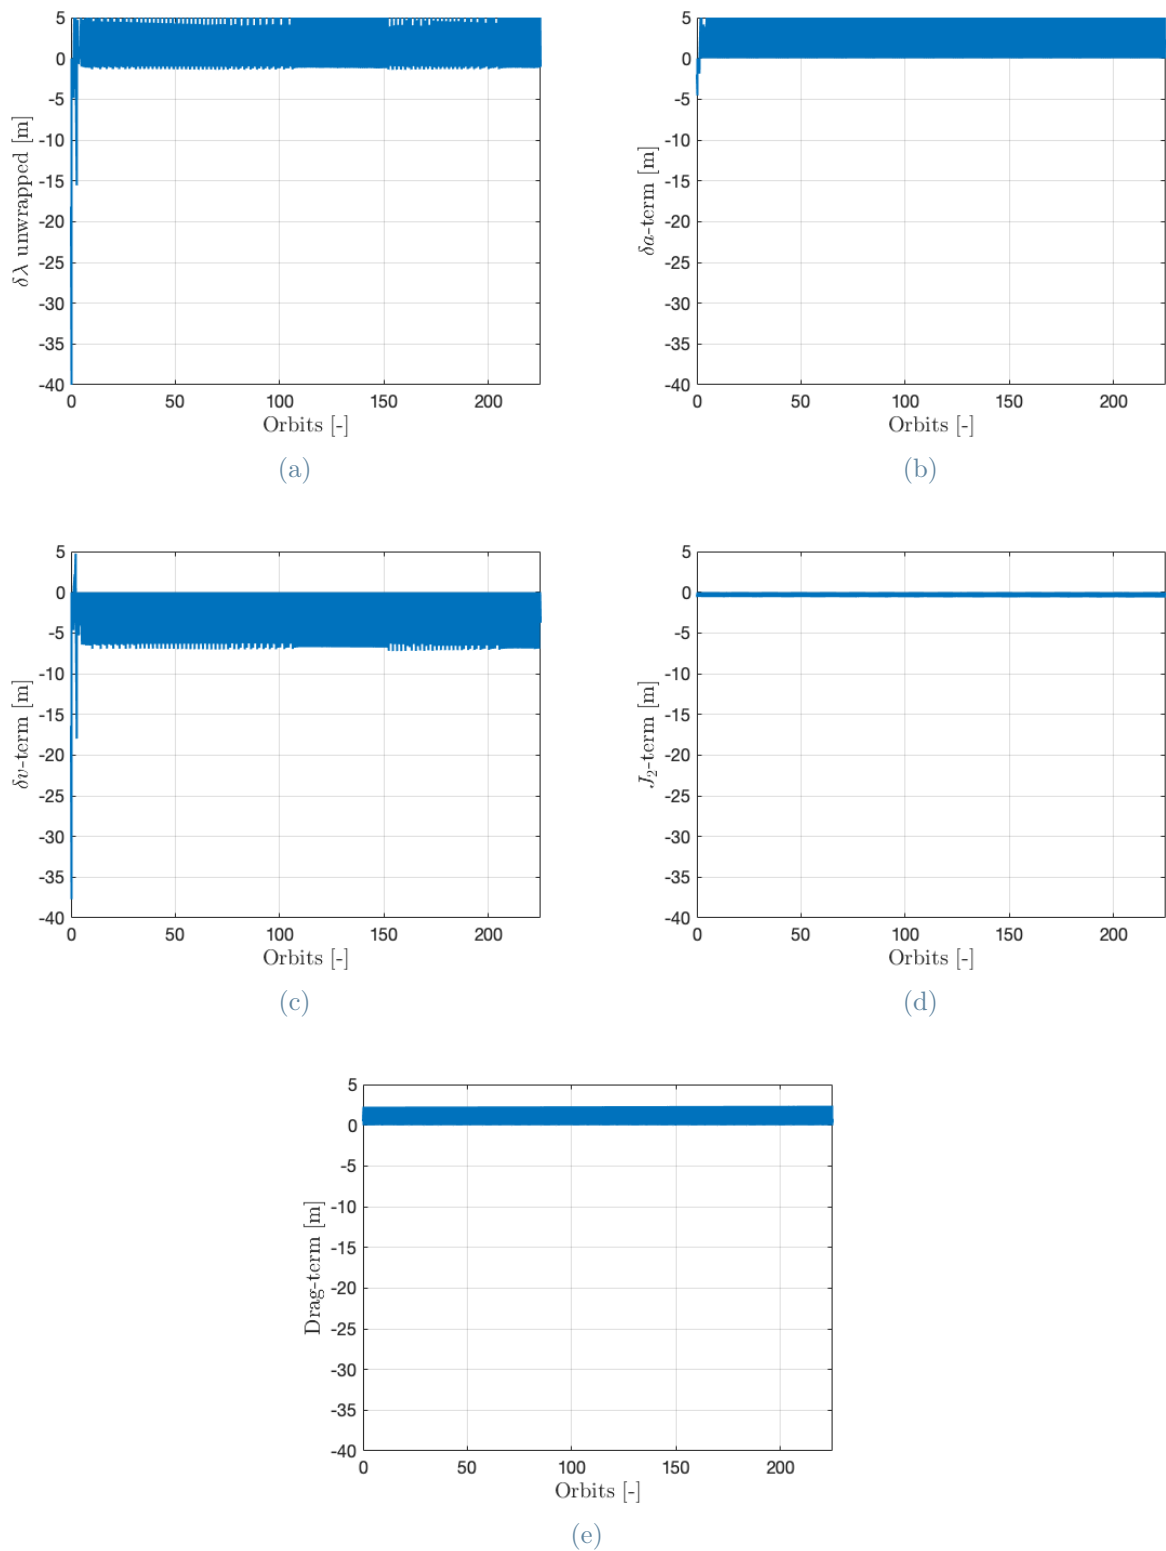 5
0
-5
-10
-15
-20
-25
-30
-35
-40
δλ unwrapped [m]
0 50 100 150 200
Orbits [-]
(a)
5
0
-5
-10
-15
-20
-25
-30
-35
-40
δa-term [m]
0 50 100 150 200
Orbits [-]
(b)
5
0
-5
-10
-15
-20
-25
-30
-35
-40
δv-term [m]
0 50 100 150 200
Orbits [-]
(c)
5
0
-5
-10
-15
-20
-25
-30
-35
-40
J₂-term [m]
0 50 100 150 200
Orbits [-]
(d)
5
0
-5
-10
-15
-20
-25
-30
-35
-40
Drag-term [m]
0 50 100 150 200
Orbits [-]
(e)